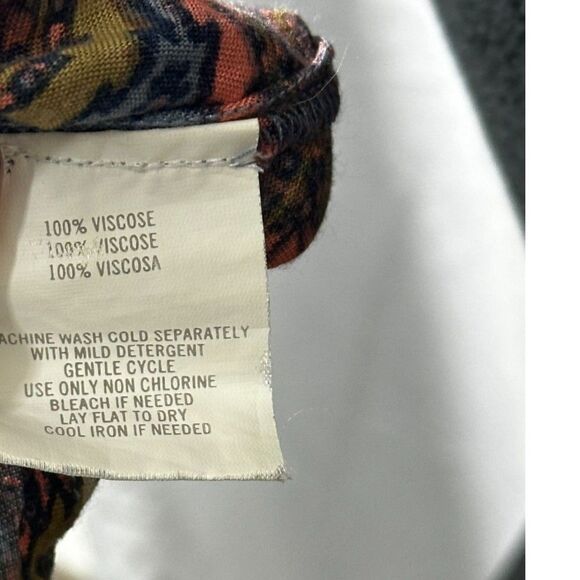 100% VISCOSE
100% VISCOSE
100% VISCOSA
ACHINE WASH COLD SEPARATELY
WITH MILD DETERGENT
GENTLE CYCLE
USE ONLY NON CHLORINE
BLEACH IF NEEDED
LAY FLAT TO DRY
COOL IRON IF NEEDED